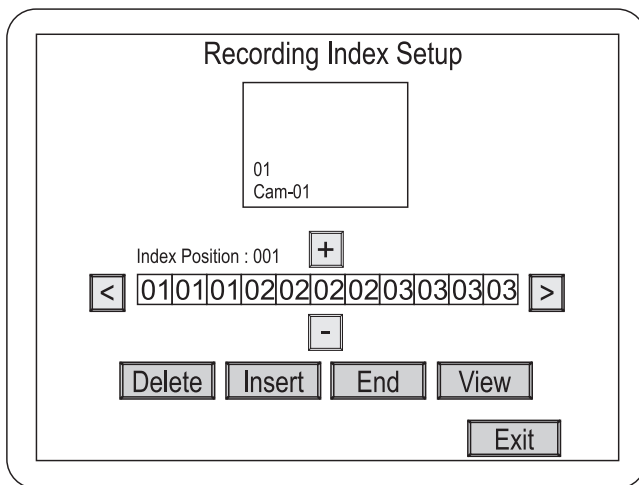 Recording Index Setup
01
Cam-01
Index Position : 001
+
< 01 01 01 02 02 02 02 03 03 03 03 >
-
Delete Insert End View
Exit